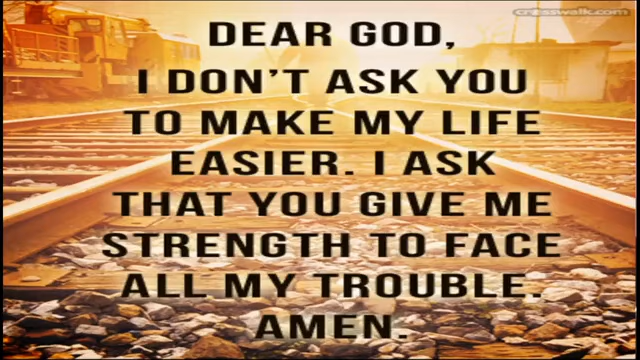 crosswalk.com
DEAR GOD,
I DON'T ASK YOU
TO MAKE MY LIFE
EASIER. I ASK
THAT YOU GIVE ME
STRENGTH TO FACE
ALL MY TROUBLE.
AMEN.